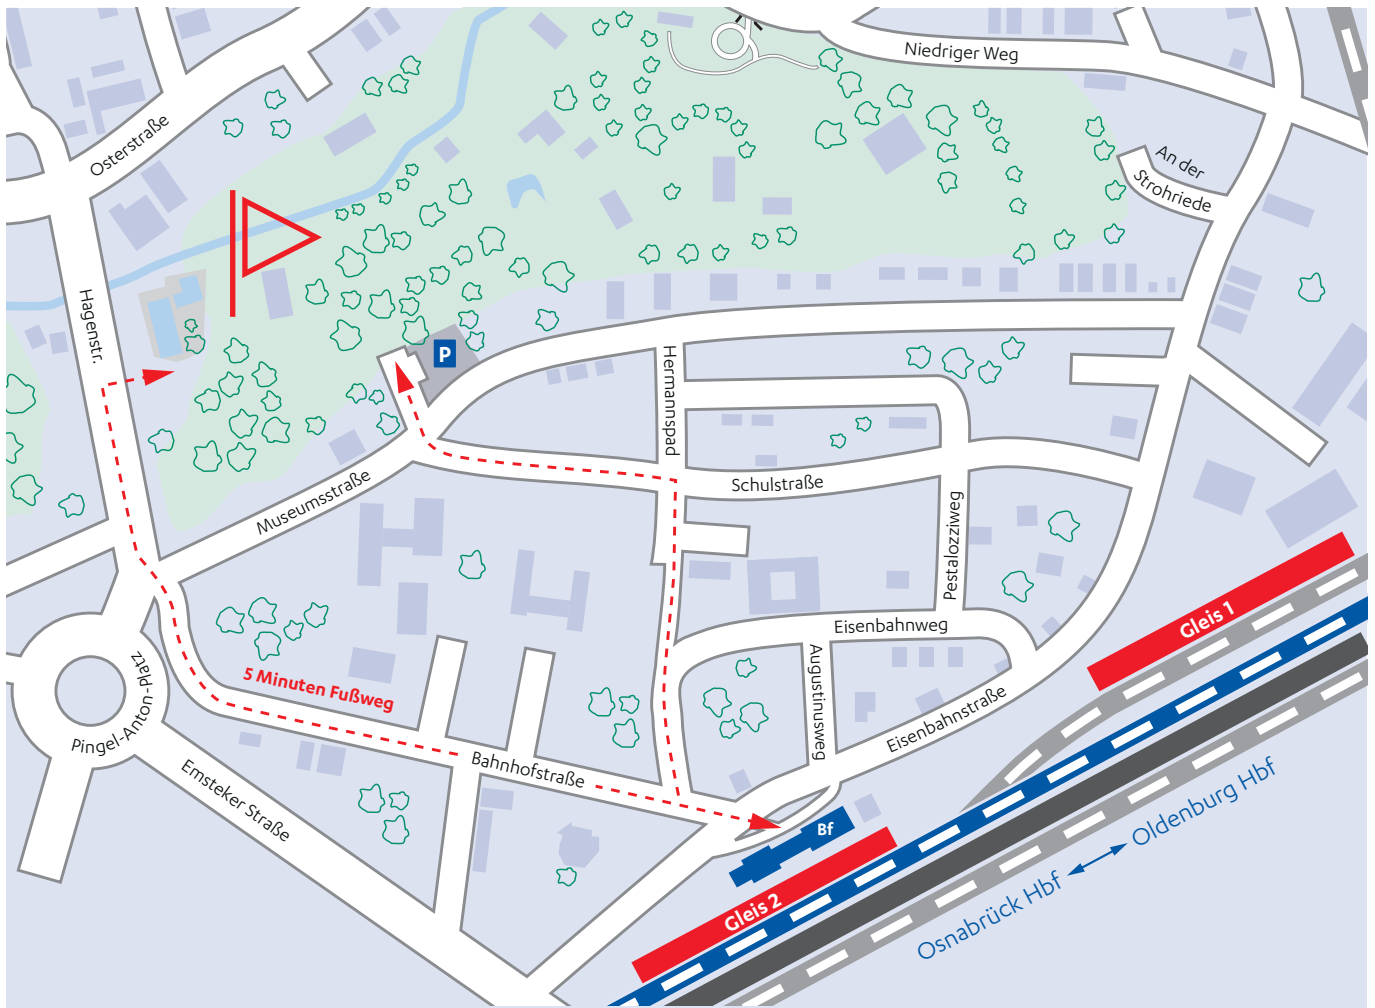 Niedriger Weg
Osterstraße
An der
Strohriede
Hagenstr.
P
Hermannspad
Schulstraße
Museumsstraße
Pestalozziweg
Gleis 1
Eisenbahnweg
Augustinusweg
5 Minuten Fußweg
Pingel-Anton-Platz
Eisenbahnstraße
Bahnhofstraße
Emsteker Straße
Bf
Gleis 2
Osnabrück Hbf
Oldenburg Hbf